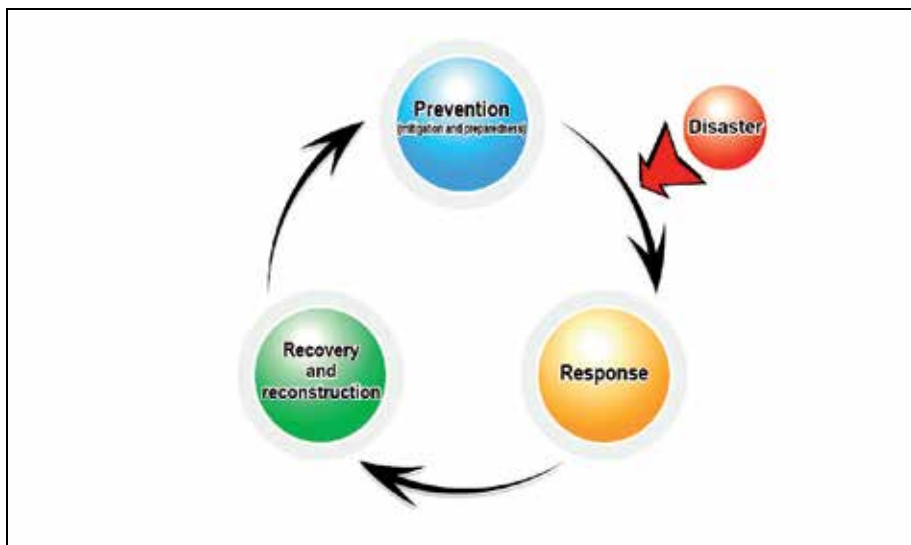 Prevention
(mitigation and preparedness)
Disaster
Recovery
and
reconstruction
Response